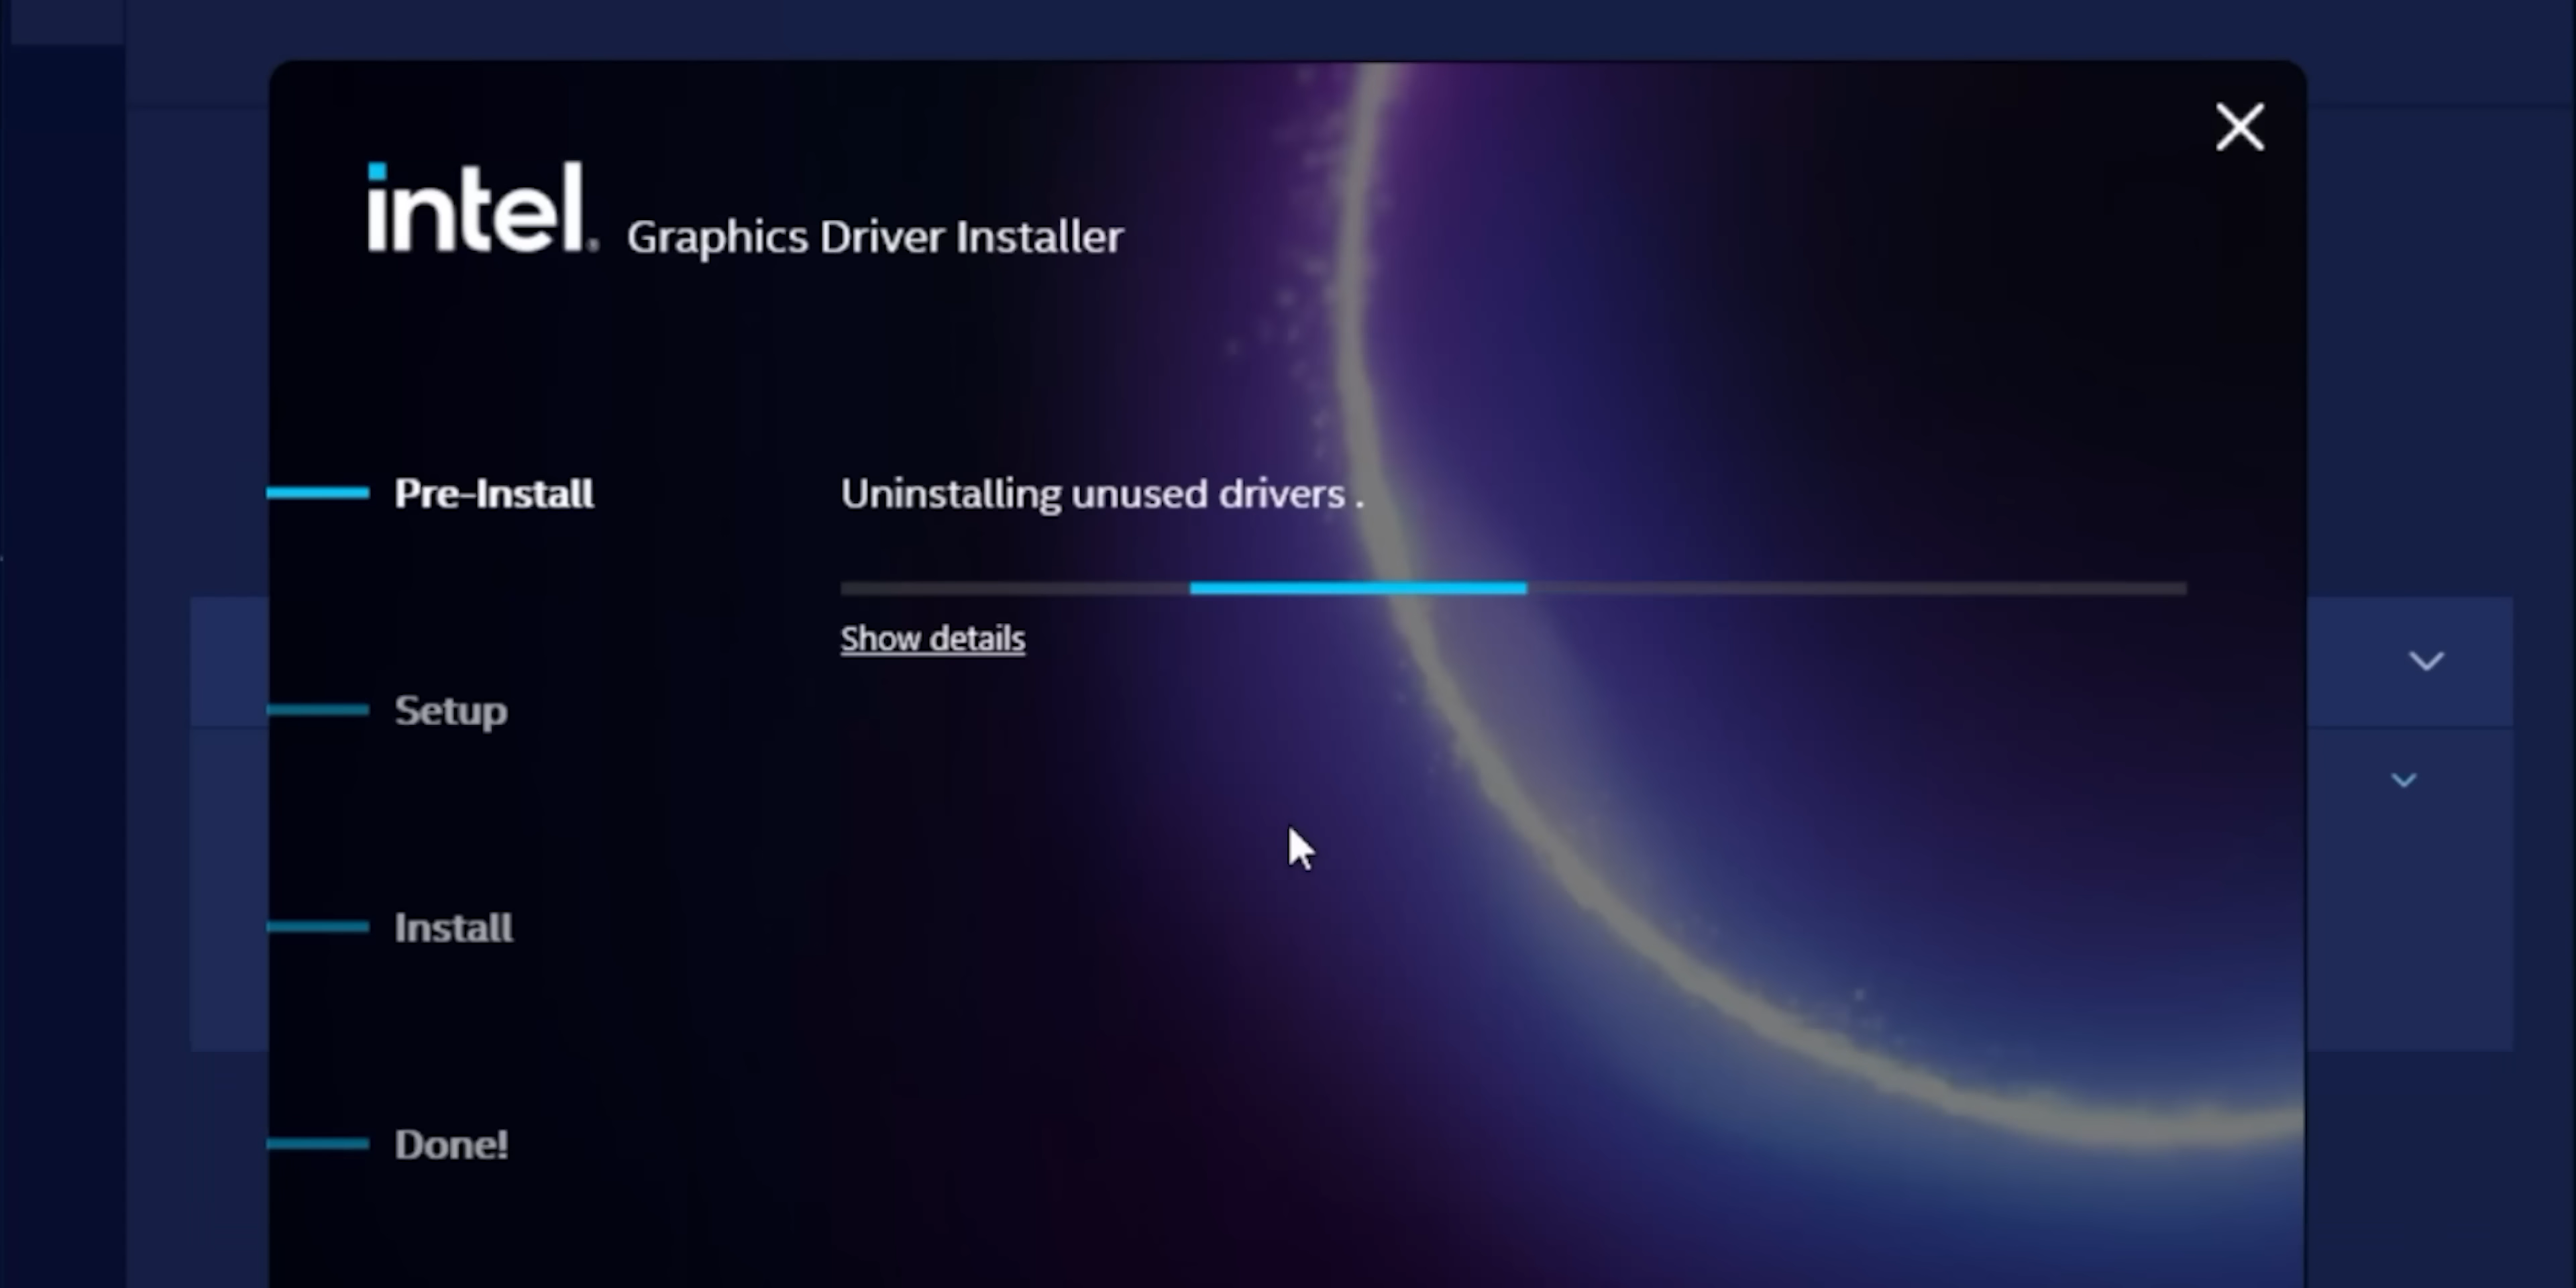 intel. Graphics Driver Installer
Pre-Install
Uninstalling unused drivers .
Show details
Setup
Install
Done!